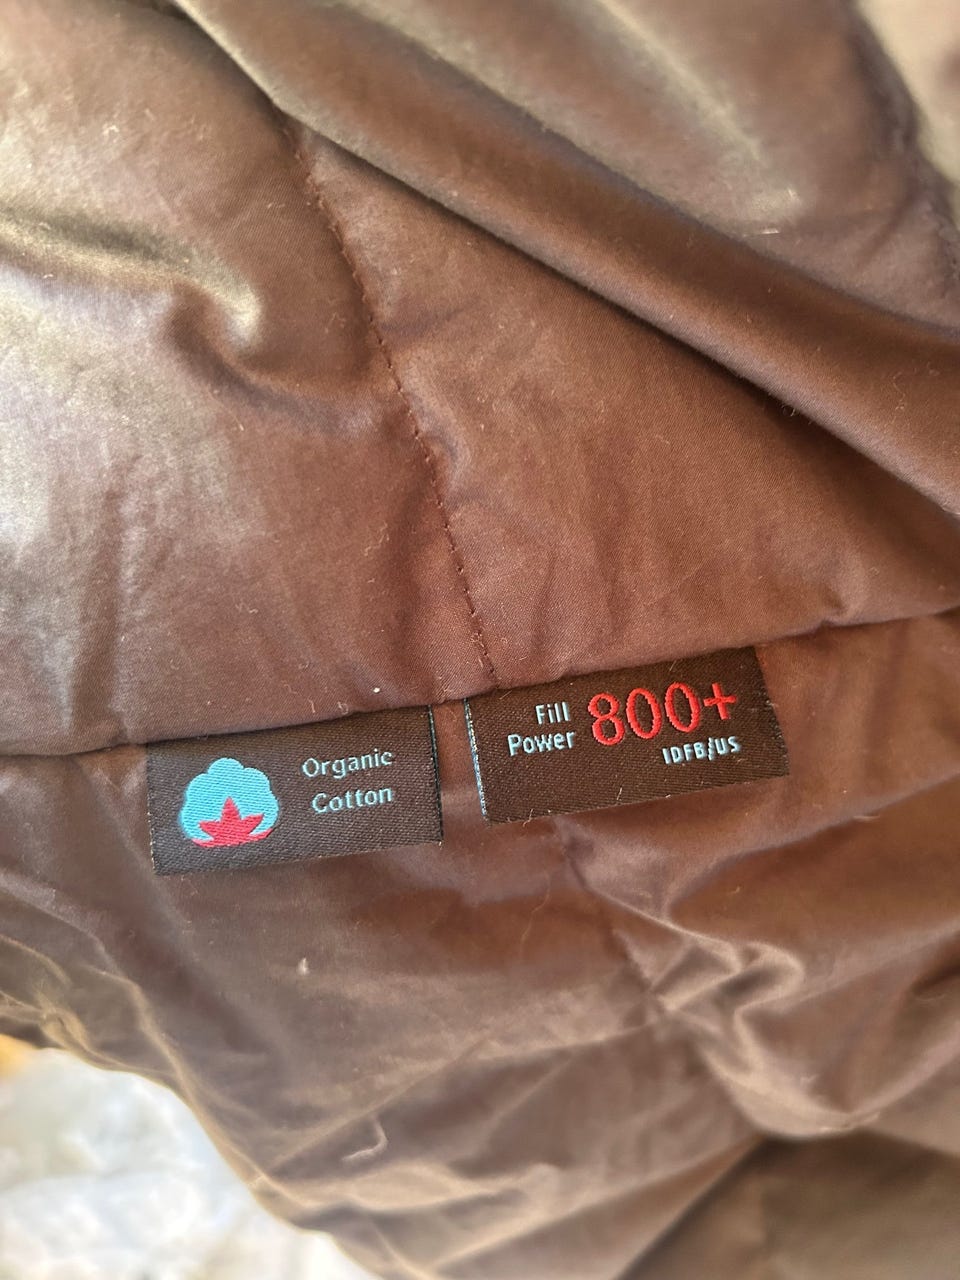 Organic
Cotton
Fill
Power 800+
IDFB/US